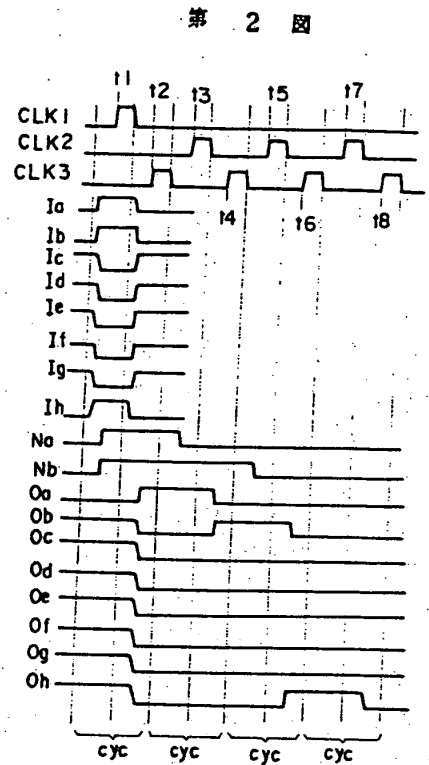 第 2 図
t1
t2
t3
t5
t7
CLK1
CLK2
CLK3
t4
t6
t8
Ia
Ib
Ic
Id
Ie
If
Ig
Ih
Na
Nb
Oa
Ob
Oc
Od
Oe
Of
Og
Oh
cyc cyc cyc cyc